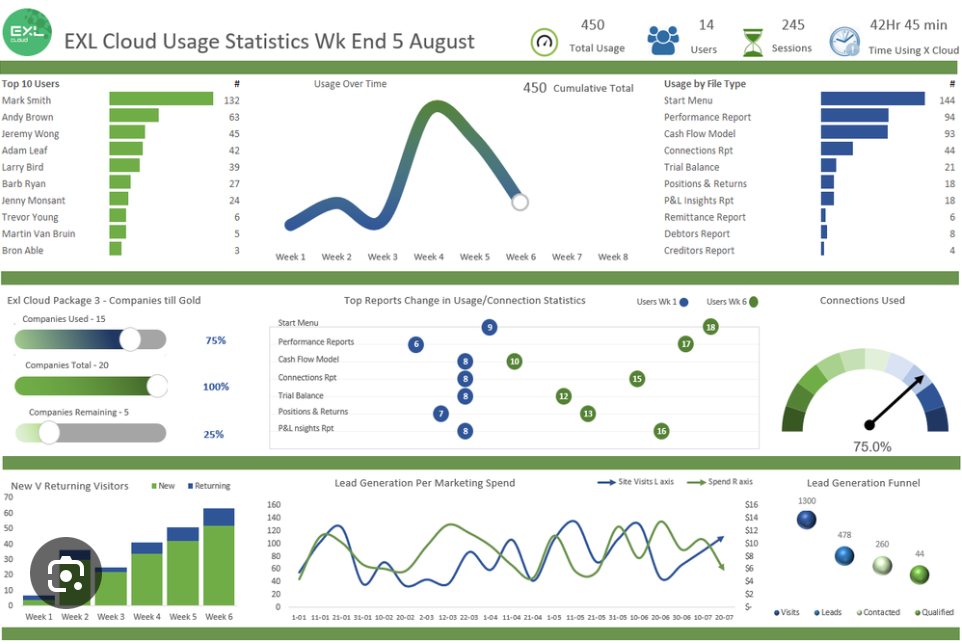 EXL
cloud
EXL Cloud Usage Statistics Wk End 5 August
450
Total Usage
14
Users
245
Sessions
42Hr 45 min
Time Using X Cloud
Top 10 Users #
Mark Smith 132
Andy Brown 63
Jeremy Wong 45
Adam Leaf 42
Larry Bird 39
Barb Ryan 27
Jenny Monsant 24
Trevor Young 6
Martin Van Bruin 5
Bron Able 3
Usage Over Time
450 Cumulative Total
Week 1 Week 2 Week 3 Week 4 Week 5 Week 6 Week 7 Week 8
Usage by File Type #
Start Menu 144
Performance Report 94
Cash Flow Model 93
Connections Rpt 44
Trial Balance 21
Positions & Returns 18
P&L Insights Rpt 18
Remittance Report 6
Debtors Report 8
Creditors Report 4
Exl Cloud Package 3 - Companies till Gold
Companies Used - 15
75%
Companies Total - 20
100%
Companies Remaining - 5
25%
Top Reports Change in Usage/Connection Statistics
Users Wk 1 Users Wk 6
Start Menu 9 18
Performance Reports 6 17
Cash Flow Model 8 10
Connections Rpt 8 15
Trial Balance 8 12
Positions & Returns 7 13
P&L nsights Rpt 8 16
Connections Used
75.0%
New V Returning Visitors
New Returning
70
60
50
40
30
20
10
0
Week 1 Week 2 Week 3 Week 4 Week 5 Week 6
Lead Generation Per Marketing Spend
Site Visits L axis Spend R axis
160 $16
140 $14
120 $12
100 $10
80 $8
60 $6
40 $4
20 $2
0 $-
1-01 11-01 21-01 31-01 10-02 20-02 2-03 12-03 22-03 1-04 11-04 21-04 1-05 11-05 21-05 31-05 10-06 20-06 30-06 10-07 20-07
Lead Generation Funnel
1300
478
260
44
Visits Leads Contacted Qualified